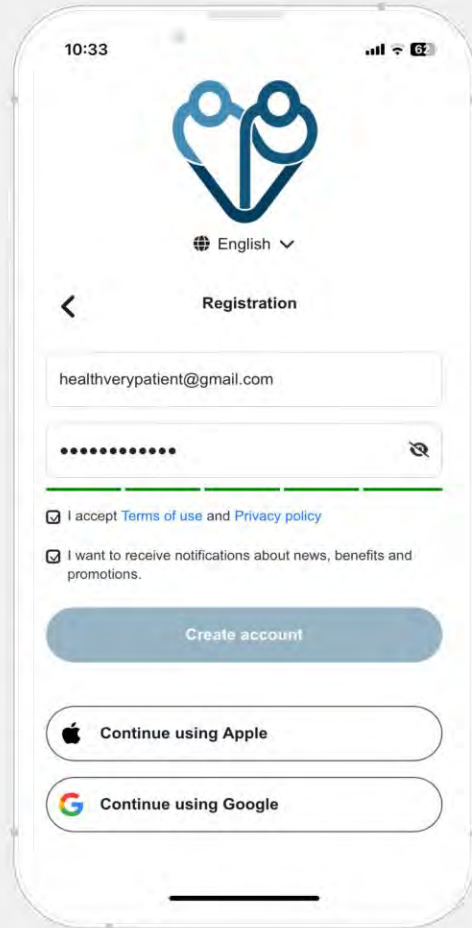 10:33
62
English
Registration
healthverypatient@gmail.com
••••••••••••
I accept Terms of use and Privacy policy
I want to receive notifications about news, benefits and
promotions.
Create account
Continue using Apple
Continue using Google